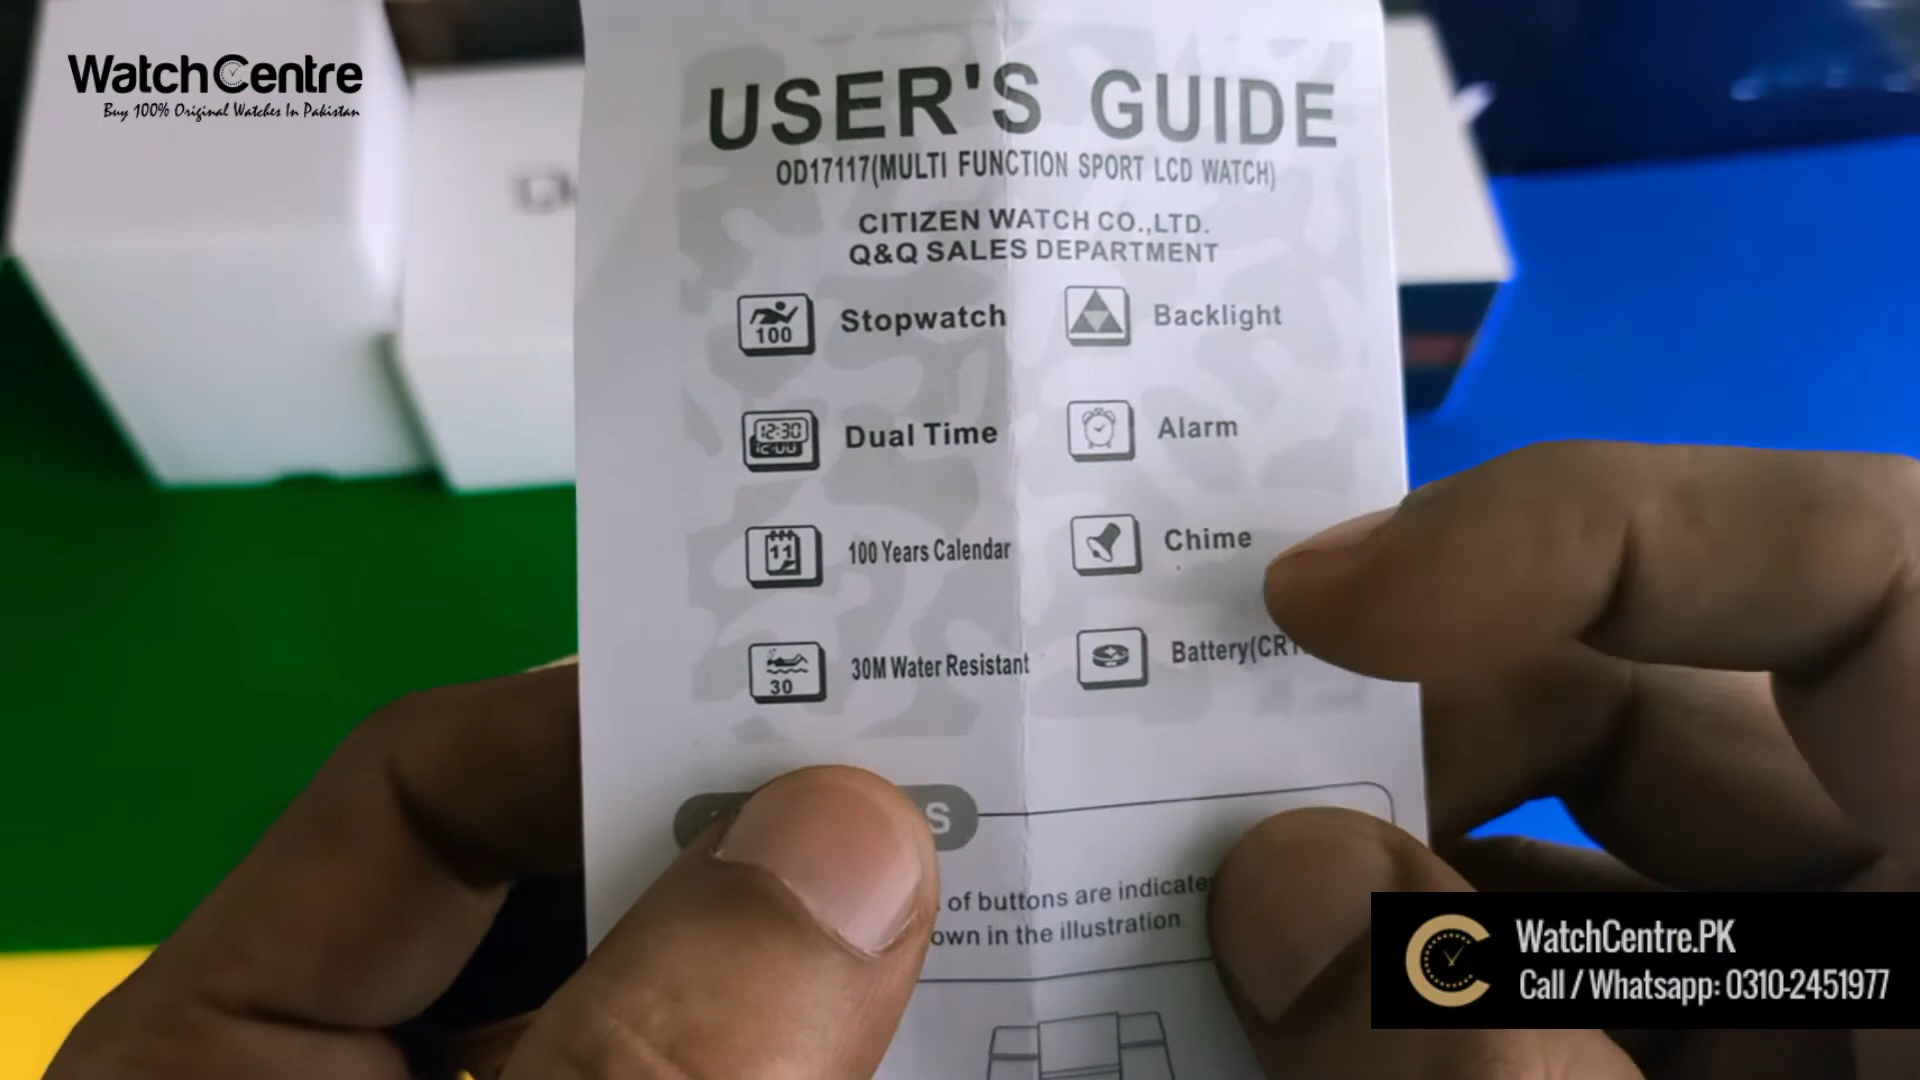 WatchCentre
Buy 100% Original Watches In Pakistan
USER'S GUIDE
OD17117(MULTI FUNCTION SPORT LCD WATCH)
CITIZEN WATCH CO.,LTD.
Q&Q SALES DEPARTMENT
100 Stopwatch
Backlight
12:30
12:00 Dual Time
Alarm
11 100 Years Calendar
Chime
30 30M Water Resistant
Battery(CR
of buttons are
in the illustration.
WatchCentre.PK
Call / Whatsapp: 0310-2451977